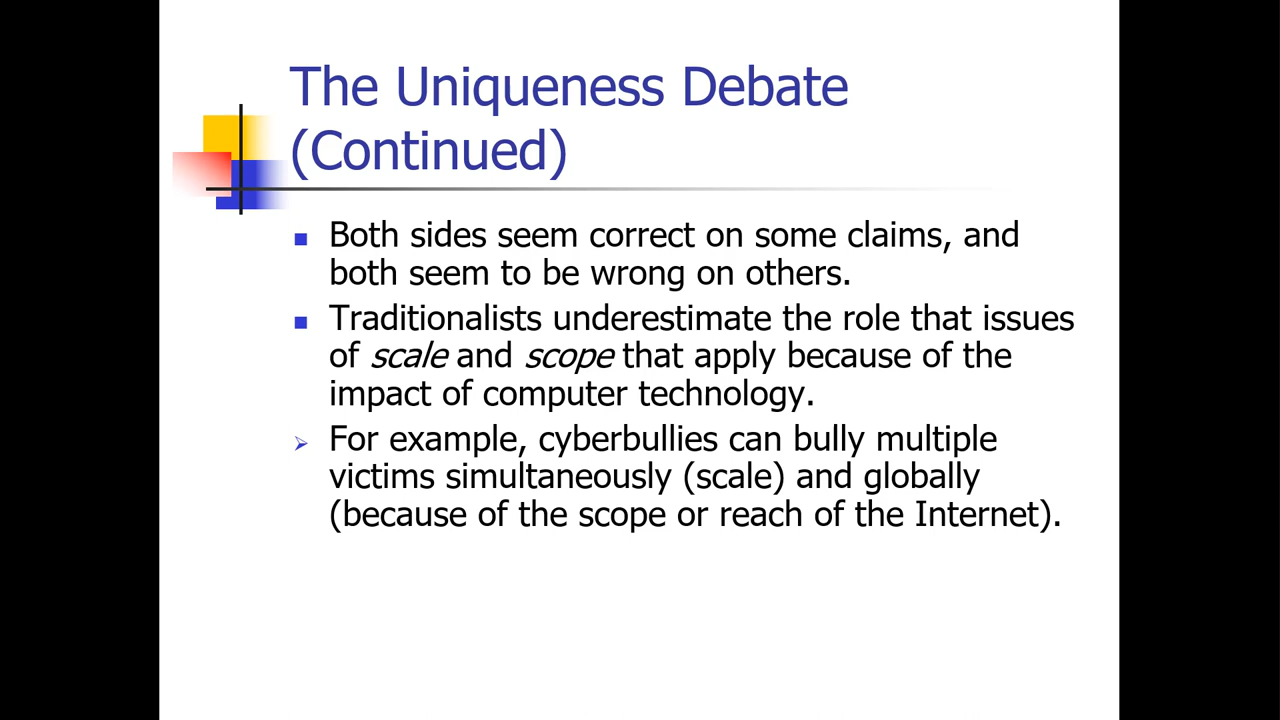 The Uniqueness Debate
(Continued)
Both sides seem correct on some claims, and
both seem to be wrong on others.
Traditionalists underestimate the role that issues
of scale and scope that apply because of the
impact of computer technology.
For example, cyberbullies can bully multiple
victims simultaneously (scale) and globally
(because of the scope or reach of the Internet).